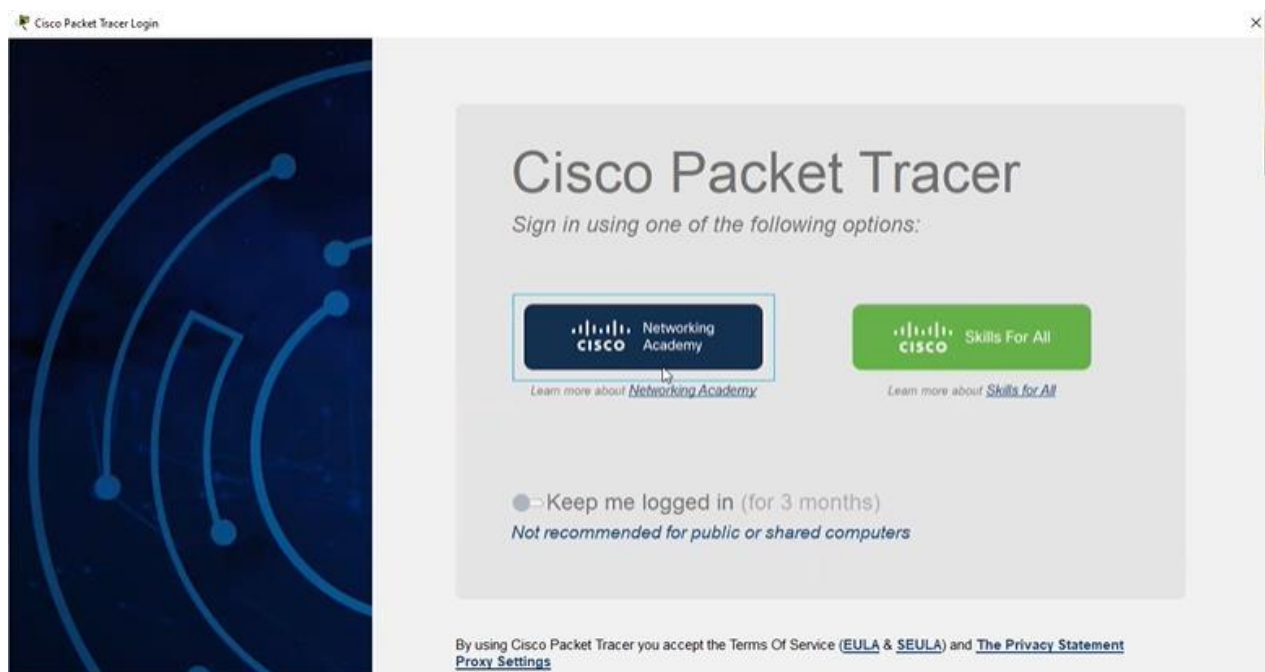 Cisco Packet Tracer Login
Cisco Packet Tracer
Sign in using one of the following options:
CISCO Networking Academy
CISCO Skills For All
Learn more about Networking Academy
Learn more about Skills for All
Keep me logged in (for 3 months)
Not recommended for public or shared computers
By using Cisco Packet Tracer you accept the Terms Of Service (EULA & SEULA) and The Privacy Statement
Proxy Settings